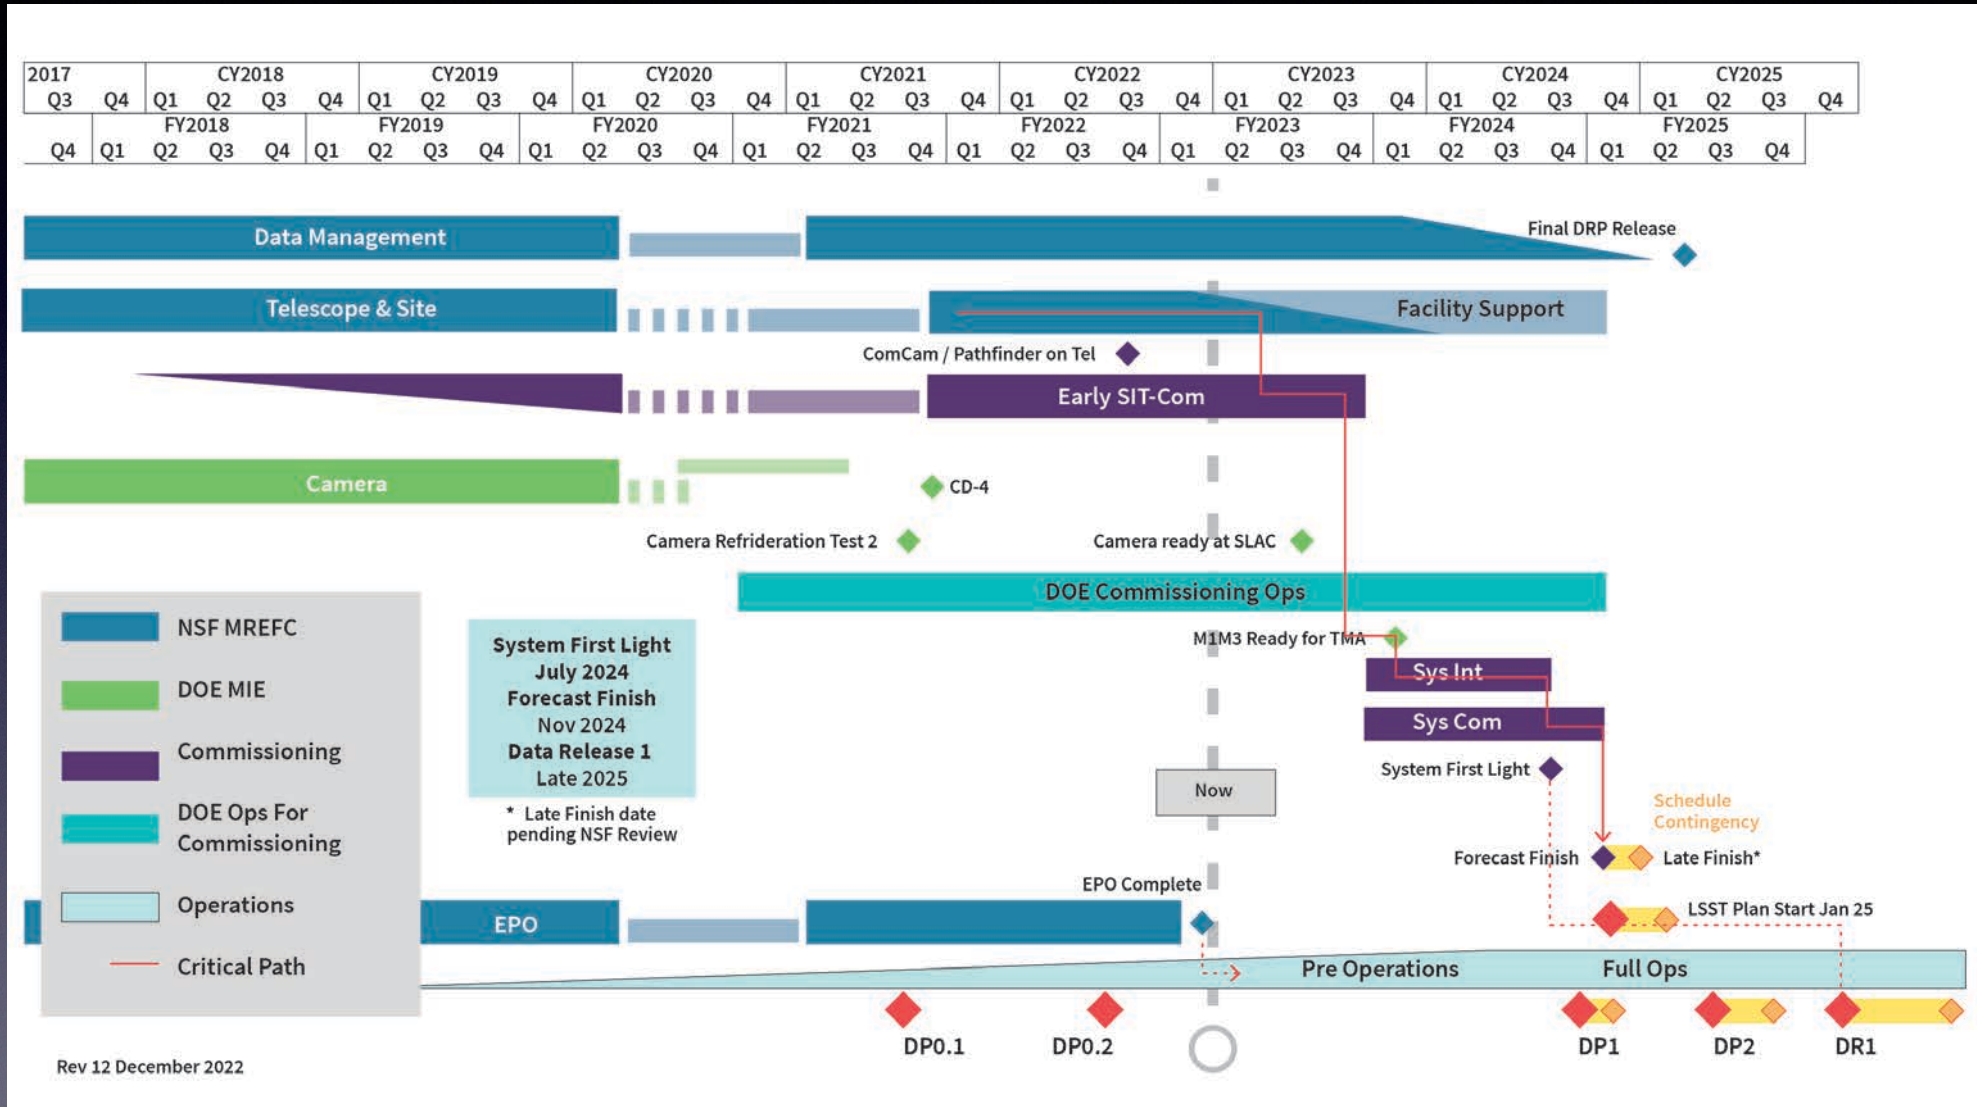 2017 CY2018 CY2019 CY2020 CY2021 CY2022 CY2023 CY2024 CY2025
Q3 Q4 Q1 Q2 Q3 Q4 Q1 Q2 Q3 Q4 Q1 Q2 Q3 Q4 Q1 Q2 Q3 Q4 Q1 Q2 Q3 Q4 Q1 Q2 Q3 Q4 Q1 Q2 Q3 Q4 Q1 Q2 Q3 Q4
FY2018 FY2019 FY2020 FY2021 FY2022 FY2023 FY2024 FY2025
Q4 Q1 Q2 Q3 Q4 Q1 Q2 Q3 Q4 Q1 Q2 Q3 Q1 Q2 Q3 Q4 Q1 Q2 Q3 Q4 Q1 Q2 Q3 Q4 Q1 Q2 Q3 Q4 Q1 Q2 Q3 Q4
Data Management
Final DRP Release
Telescope & Site
Facility Support
ComCam / Pathfinder on Tel
Early SIT-Com
Camera
CD-4
Camera Refrideration Test 2
Camera ready at SLAC
DOE Commissioning Ops
M1M3 Ready for TMA
Sys Int
Sys Com
System First Light
NSF MREFC
DOE MIE
Commissioning
DOE Ops For
Commissioning
Operations
Critical Path
System First Light
July 2024
Forecast Finish
Nov 2024
Data Release 1
Late 2025
* Late Finish date
pending NSF Review
Now
Schedule
Contingency
Forecast Finish
Late Finish*
EPO Complete
LSST Plan Start Jan 25
EPO
Pre Operations
Full Ops
DP0.1
DP0.2
DP1
DP2
DR1
Rev 12 December 2022